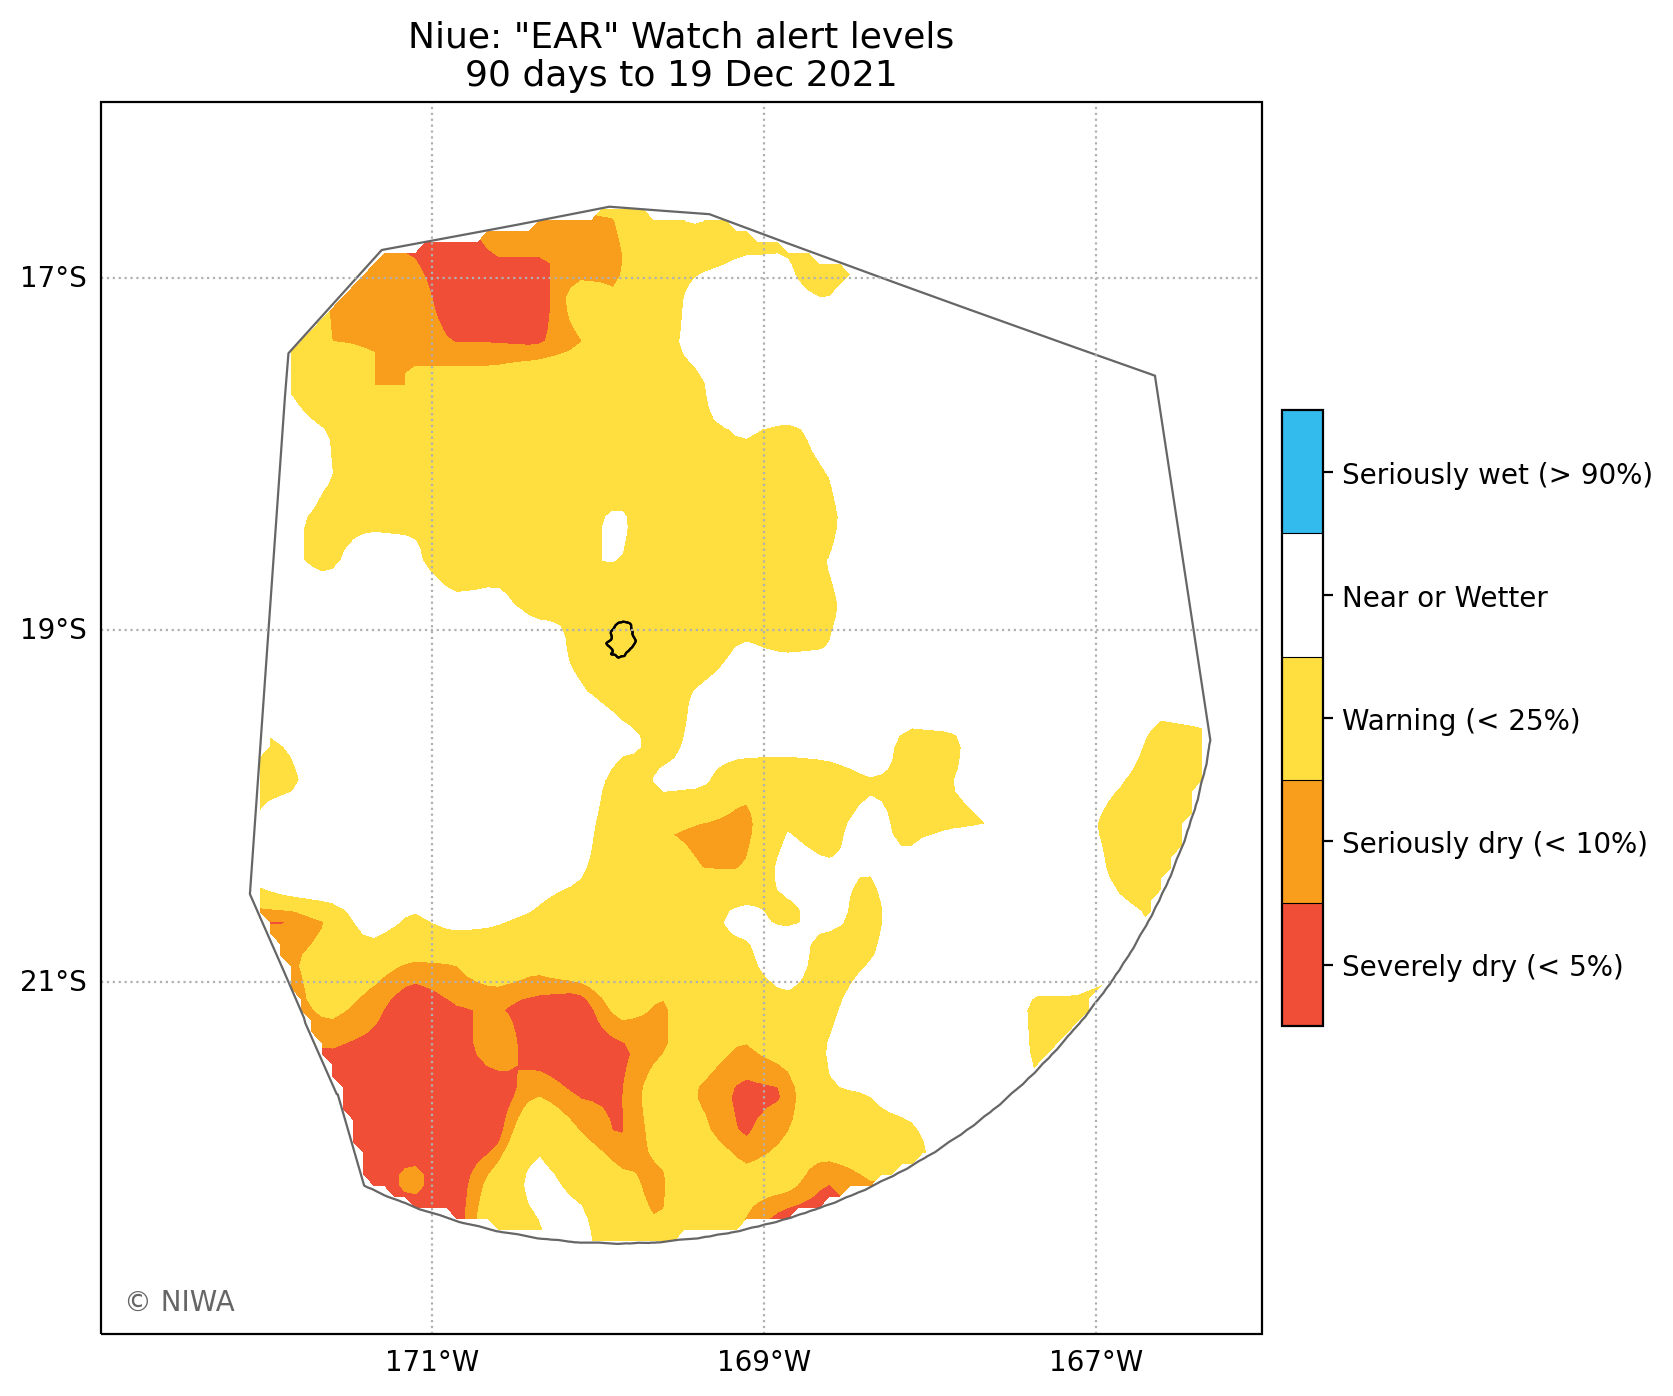 Niue: "EAR" Watch alert levels
90 days to 19 Dec 2021
17°S
19°S
21°S
171°W
169°W
167°W
Seriously wet (> 90%)
Near or Wetter
Warning (< 25%)
Seriously dry (< 10%)
Severely dry (< 5%)
© NIWA